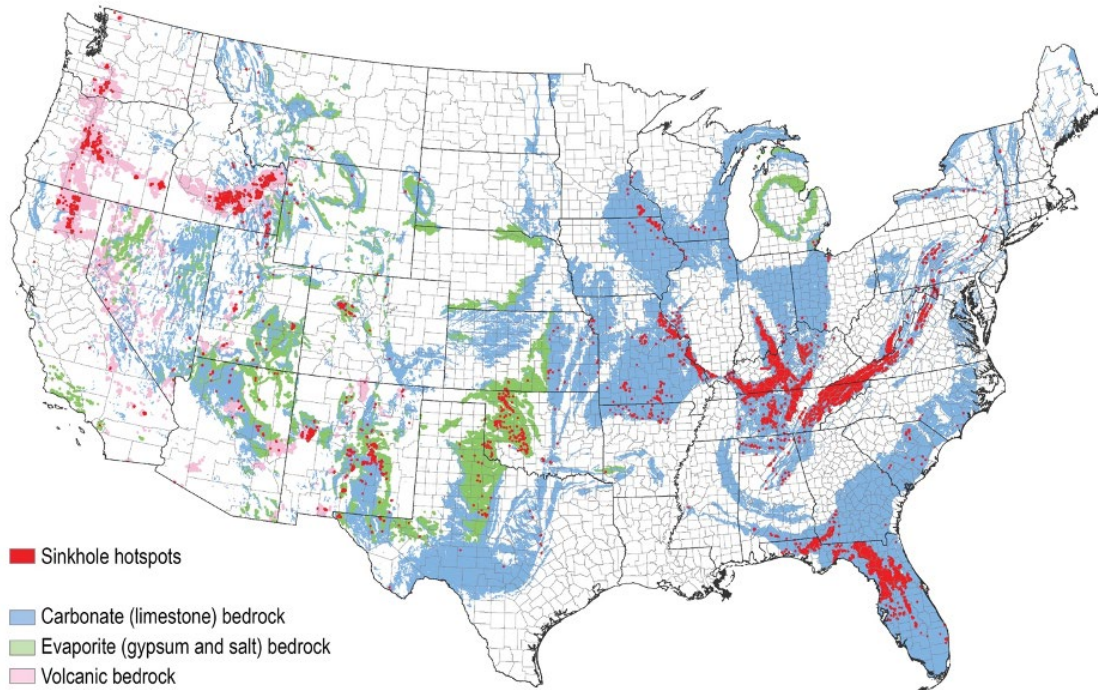 Sinkhole hotspots
Carbonate (limestone) bedrock
Evaporite (gypsum and salt) bedrock
Volcanic bedrock